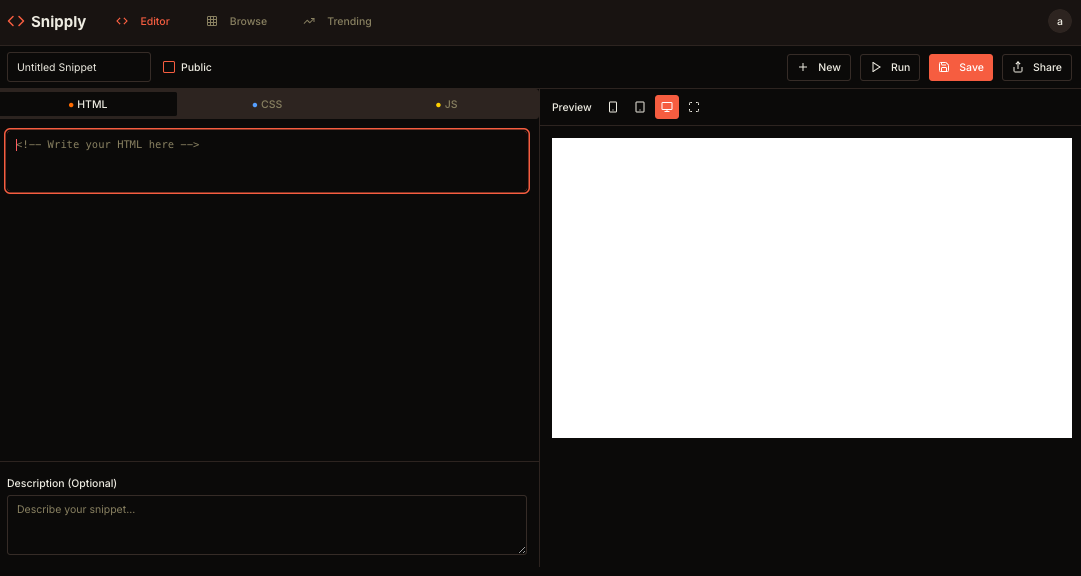 Snipply
Editor
Browse
Trending
a
Untitled Snippet
Public
New
Run
Save
Share
HTML
CSS
JS
Preview
<!-- Write your HTML here -->
Description (Optional)
Describe your snippet...